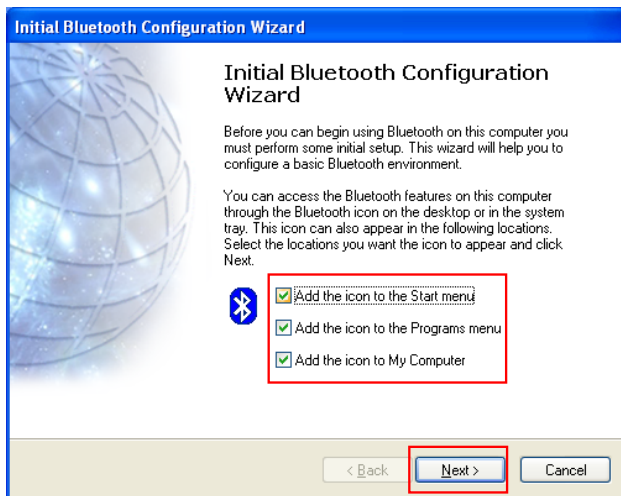 Initial Bluetooth Configuration Wizard
Initial Bluetooth Configuration
Wizard
Before you can begin using Bluetooth on this computer you
must perform some initial setup. This wizard will help you to
configure a basic Bluetooth environment.
You can access the Bluetooth features on this computer
through the Bluetooth icon on the desktop or in the system
tray. This icon can also appear in the following locations.
Select the locations you want the icon to appear and click
Next.
Add the icon to the Start menu
Add the icon to the Programs menu
Add the icon to My Computer
< Back
Next >
Cancel